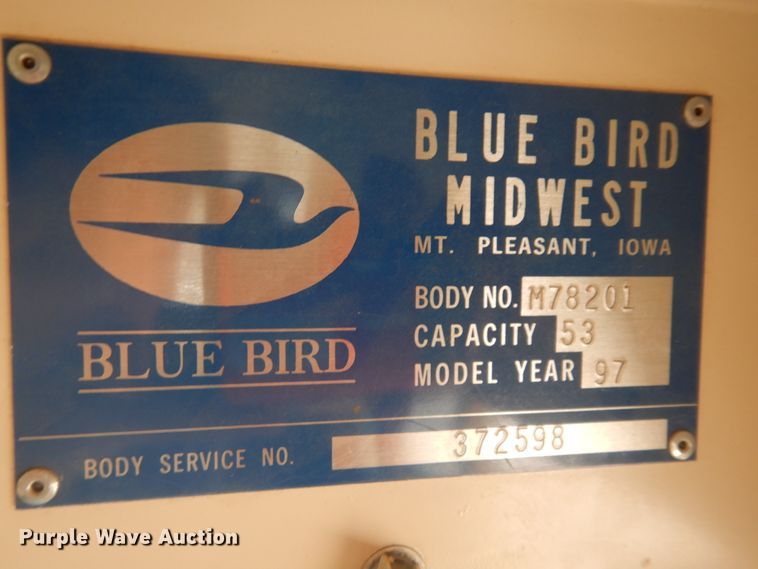 BLUE BIRD
MIDWEST
MT. PLEASANT, IOWA
BODY NO. M78201
CAPACITY 53
MODEL YEAR 97
BLUE BIRD
BODY SERVICE NO. 372598
Purple Wave Auction